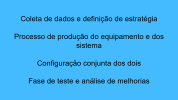 Coleta de dados e definição de estratégia
Processo de produção do equipamento e dos
sistema
Configuração conjunta dos dois
Fase de teste e análise de melhorias